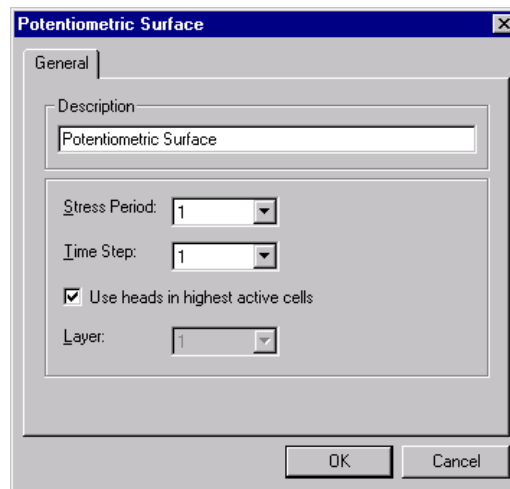 Potentiometric Surface
General
Description
Potentiometric Surface
Stress Period: 1
Time Step: 1
Use heads in highest active cells
Layer: 1
OK Cancel